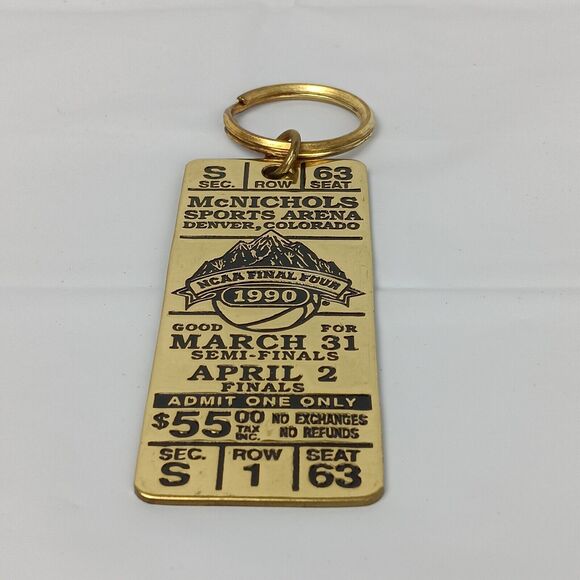 S | | 63
SEC. ROW SEAT
McNICHOLS
SPORTS ARENA
DENVER, COLORADO
NCAA FINAL FOUR
1990 ®
GOOD FOR
MARCH 31
SEMI-FINALS
APRIL 2
FINALS
ADMIT ONE ONLY
$55.00 TAX INC. NO EXCHANGES
NO REFUNDS
SEC. | ROW | SEAT
S | 1 | 63